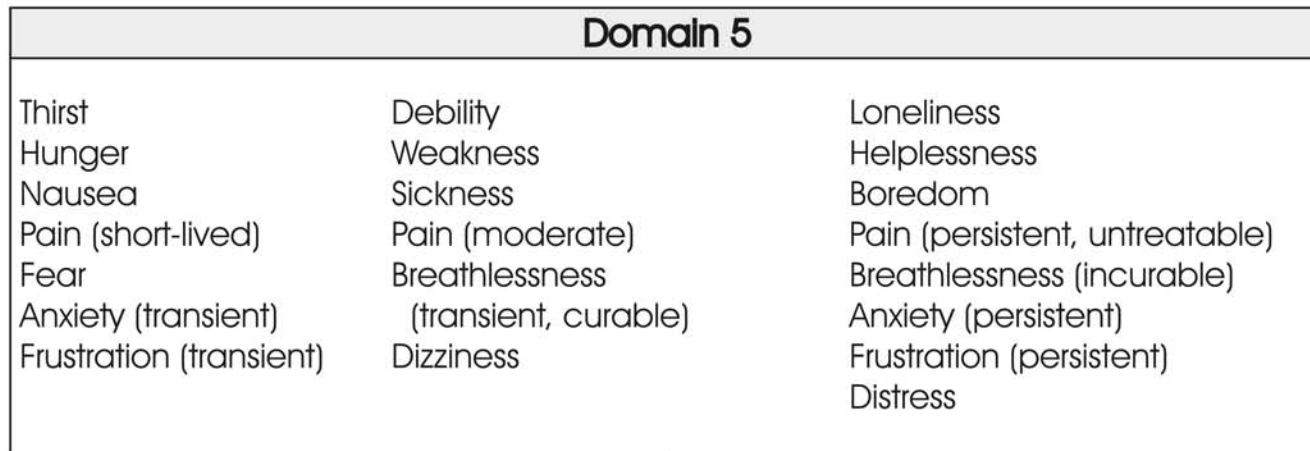 Domain 5
Thirst
Hunger
Nausea
Pain (short-lived)
Fear
Anxiety (transient)
Frustration (transient)
Debility
Weakness
Sickness
Pain (moderate)
Breathlessness
(transient, curable)
Dizziness
Loneliness
Helplessness
Boredom
Pain (persistent, untreatable)
Breathlessness (incurable)
Anxiety (persistent)
Frustration (persistent)
Distress